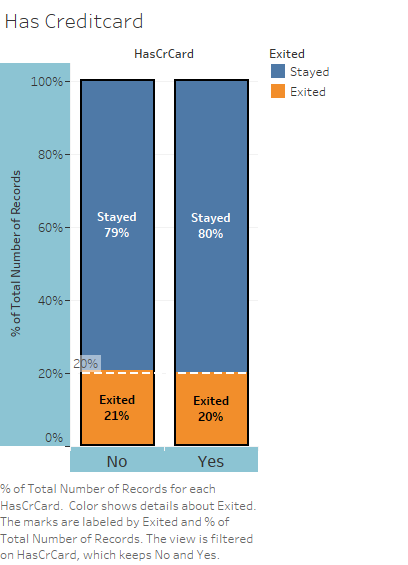 Has Creditcard
HasCrCard
Exited
Stayed
Exited
% of Total Number of Records
100%
80%
60%
40%
20%
0%
Stayed
79%
Stayed
80%
20%
Exited
21%
Exited
20%
No
Yes
% of Total Number of Records for each
HasCrCard. Color shows details about Exited.
The marks are labeled by Exited and % of
Total Number of Records. The view is filtered
on HasCrCard, which keeps No and Yes.